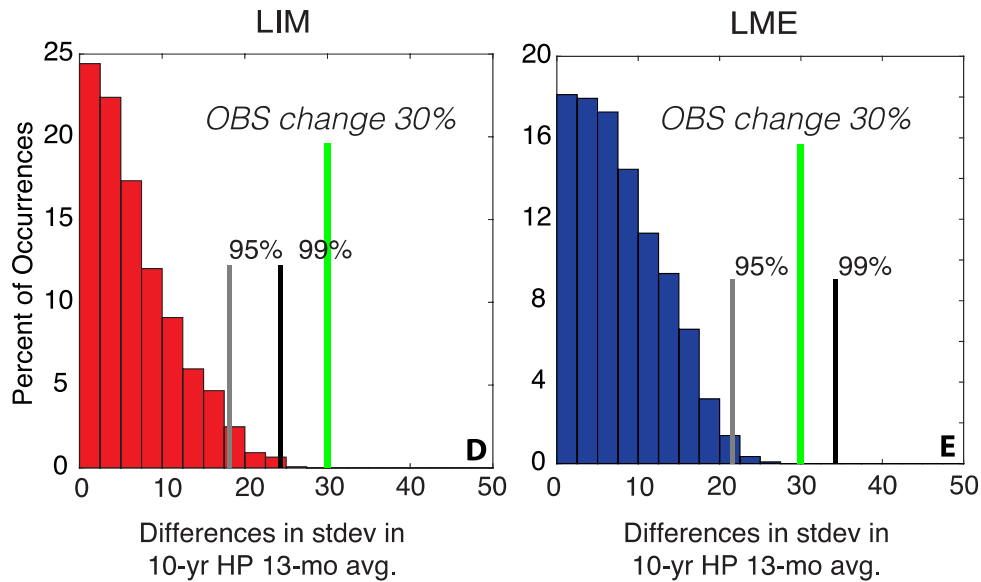 LIM
25
20
15
10
5
0
Percent of Occurrences
OBS change 30%
95% 99%
D
0 10 20 30 40 50
Differences in stdev in
10-yr HP 13-mo avg.
LME
20
16
12
8
4
0
OBS change 30%
95% 99%
E
0 10 20 30 40 50
Differences in stdev in
10-yr HP 13-mo avg.